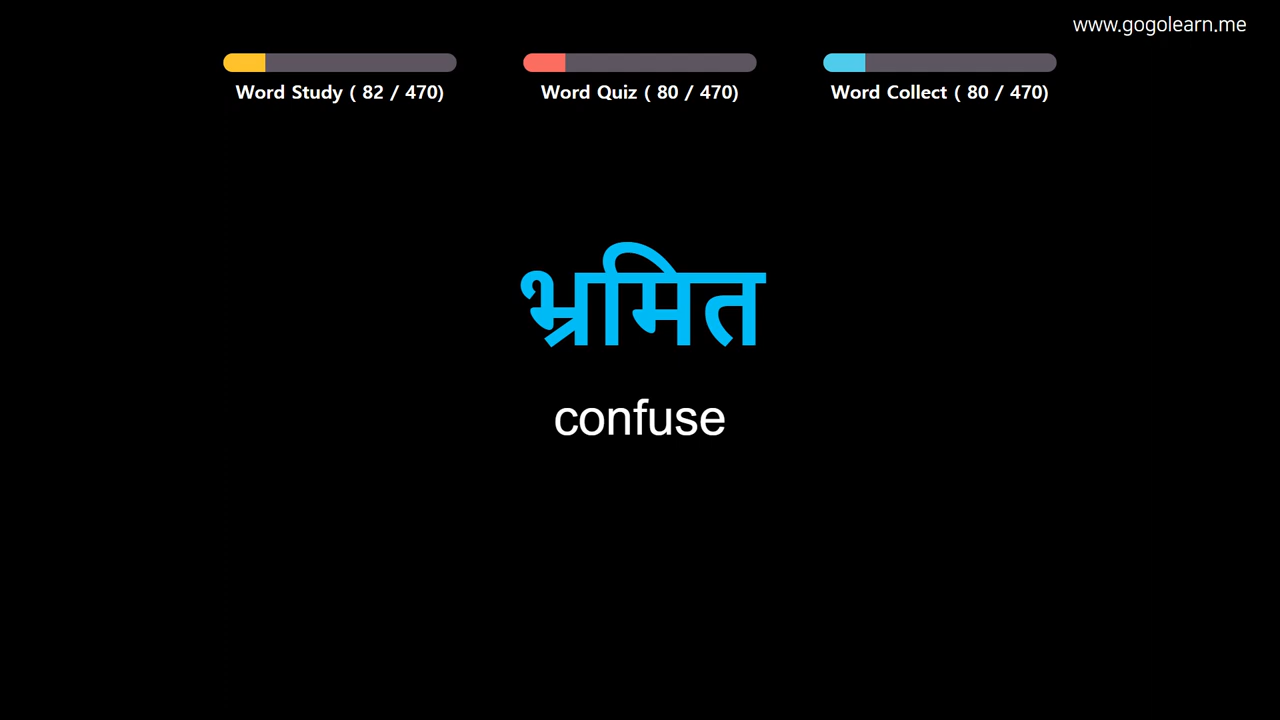 www.gogolearn.me
Word Study ( 82 / 470)
Word Quiz ( 80 / 470)
Word Collect ( 80 / 470)
भ्रमित
confuse